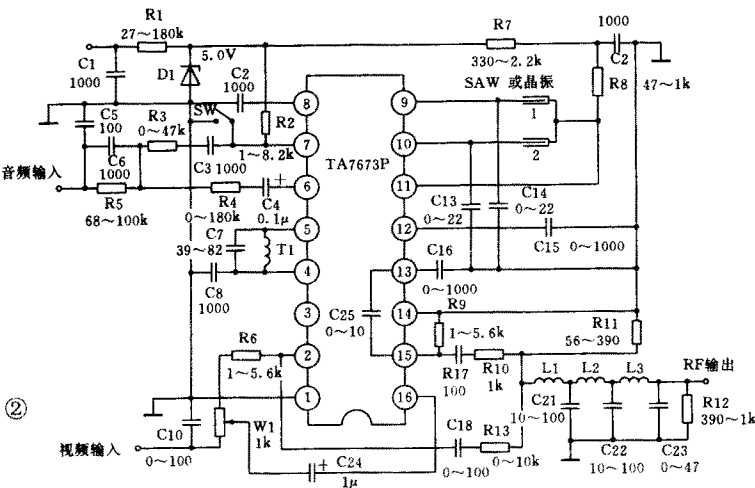 R1
27～180k
5.0V
D1
C1
1000
C2
1000
R7
330～2.2k
1000
C2
R8
47～1k
SAW 或晶振
1
2
C5
100
C6
1000
R3
0～47k
SW
C3 1000
R2
1～8.2k
音频输入
R5
68～100k
R4
0～180k
C4
0.1μ
+
C7
39～82
T1
C8
1000
TA7673P
8
7
6
5
4
3
2
1
9
10
11
12
13
14
15
16
C13
0～22
C14
0～22
C15
0～1000
C16
0～1000
C25
0～10
R9
1～5.6k
R17
100
R10
1k
R11
56～390
R6
1～5.6k
W1
1k
C10
0～100
视频输入
②
C24
1μ
+
C18
0～100
R13
0～10k
L1
L2
L3
RF输出
C21
10～100
C22
10～100
C23
0～47
R12
390～1k